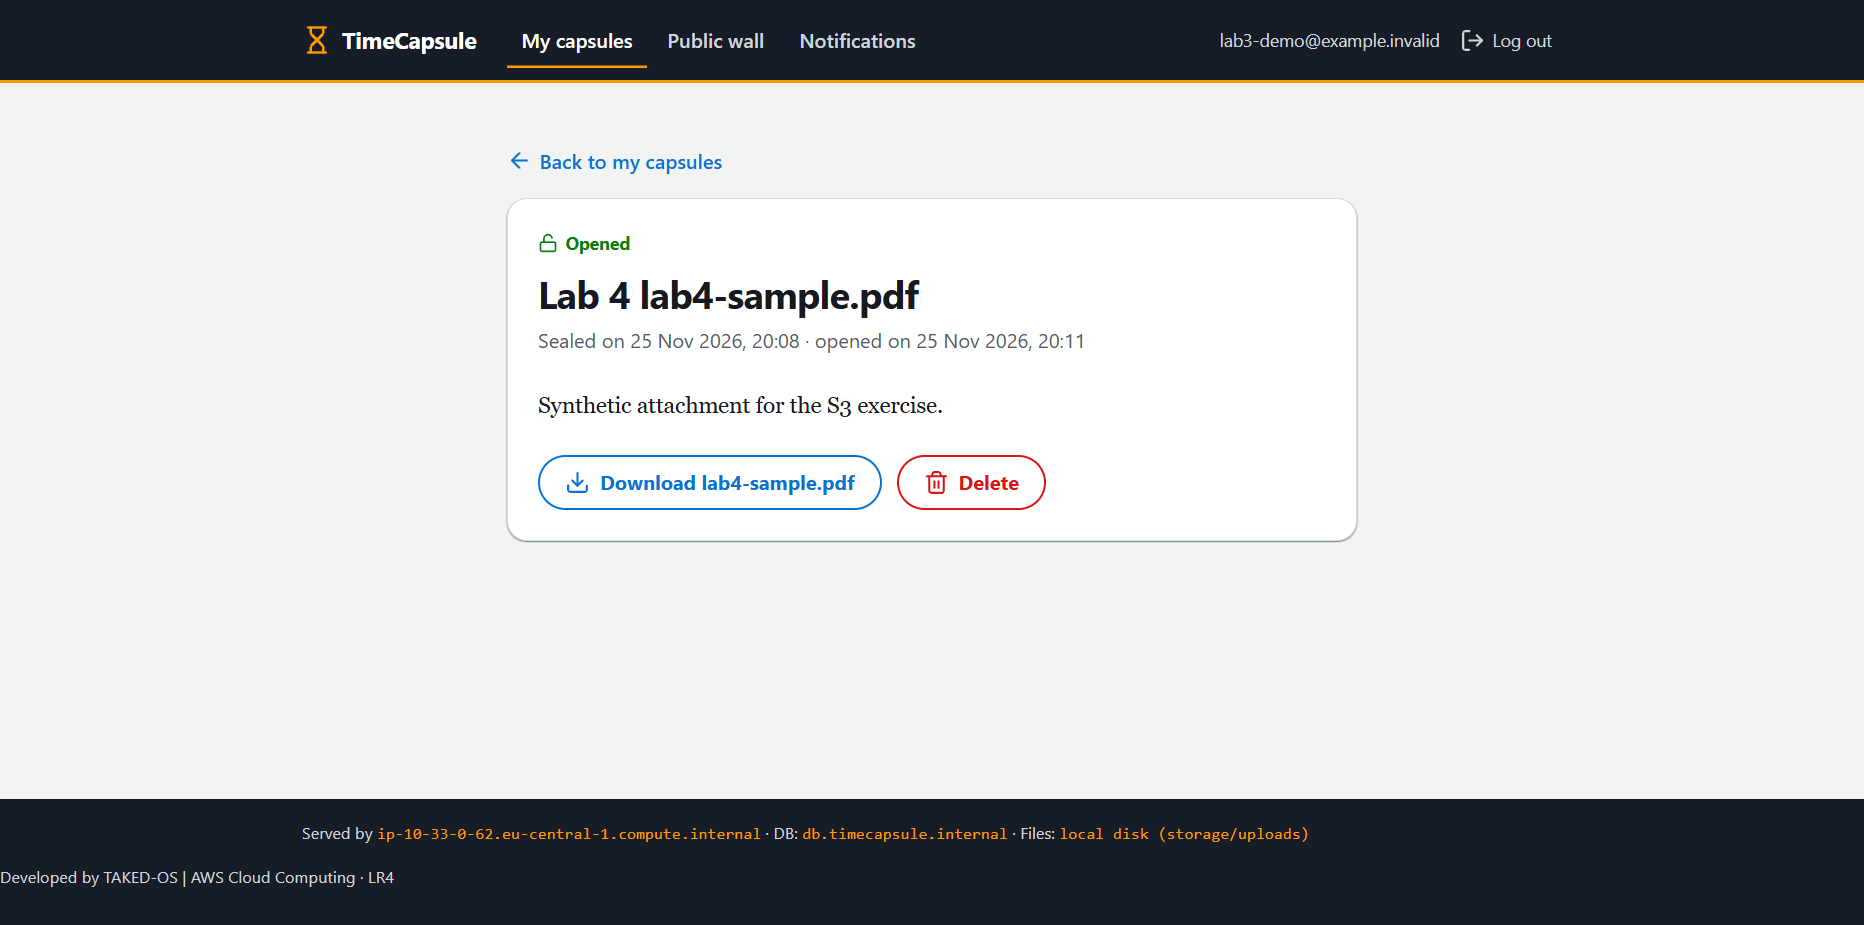 TimeCapsule My capsules Public wall Notifications lab3-demo@example.invalid Log out
Back to my capsules
Opened
Lab 4 lab4-sample.pdf
Sealed on 25 Nov 2026, 20:08 · opened on 25 Nov 2026, 20:11
Synthetic attachment for the S3 exercise.
Download lab4-sample.pdf Delete
Served by ip-10-33-0-62.eu-central-1.compute.internal · DB: db.timecapsule.internal · Files: local disk (storage/uploads)
Developed by TAKED-OS | AWS Cloud Computing · LR4